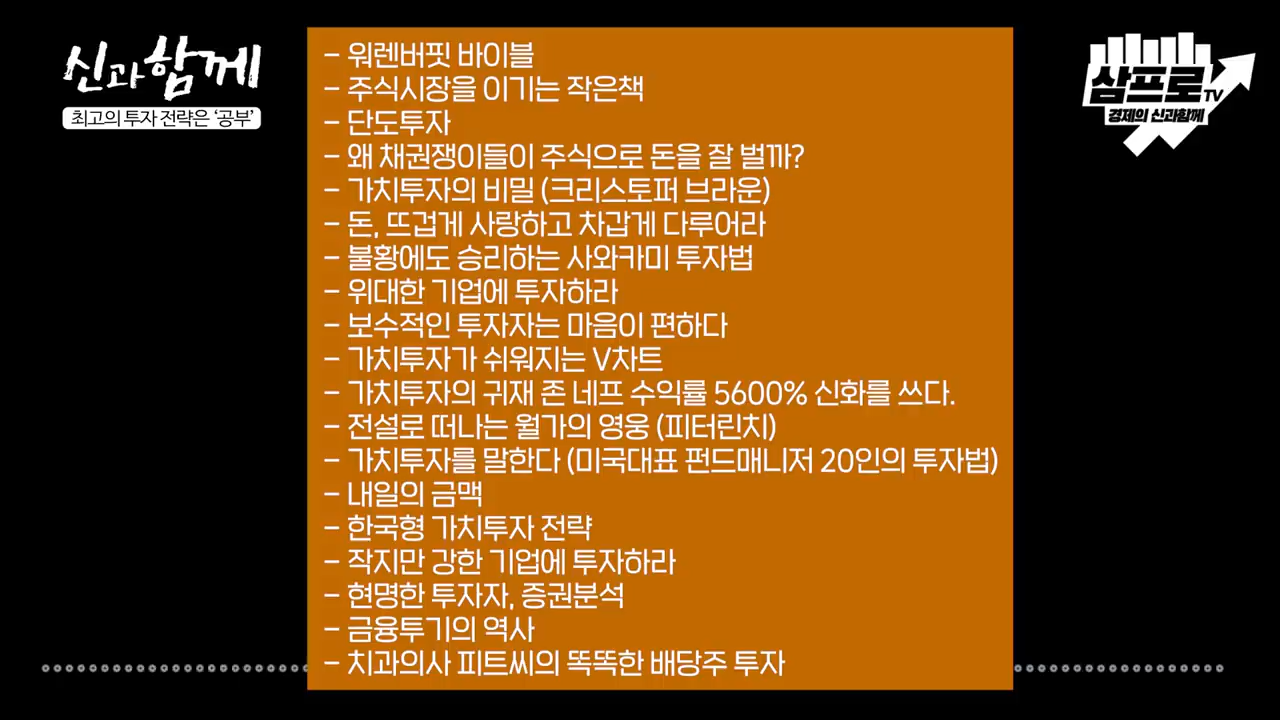 신과함께
최고의 투자 전략은 '공부'
삼프로TV
경제의 신과함께
- 워렌버핏 바이블
- 주식시장을 이기는 작은책
- 단도투자
- 왜 채권쟁이들이 주식으로 돈을 잘 벌까?
- 가치투자의 비밀 (크리스토퍼 브라운)
- 돈, 뜨겁게 사랑하고 차갑게 다루어라
- 불황에도 승리하는 사와카미 투자법
- 위대한 기업에 투자하라
- 보수적인 투자자는 마음이 편하다
- 가치투자가 쉬워지는 V차트
- 가치투자의 귀재 존 네프 수익률 5600% 신화를 쓰다.
- 전설로 떠나는 월가의 영웅 (피터린치)
- 가치투자를 말한다 (미국대표 펀드매니저 20인의 투자법)
- 내일의 금맥
- 한국형 가치투자 전략
- 작지만 강한 기업에 투자하라
- 현명한 투자자, 증권분석
- 금융투기의 역사
- 치과의사 피트씨의 똑똑한 배당주 투자